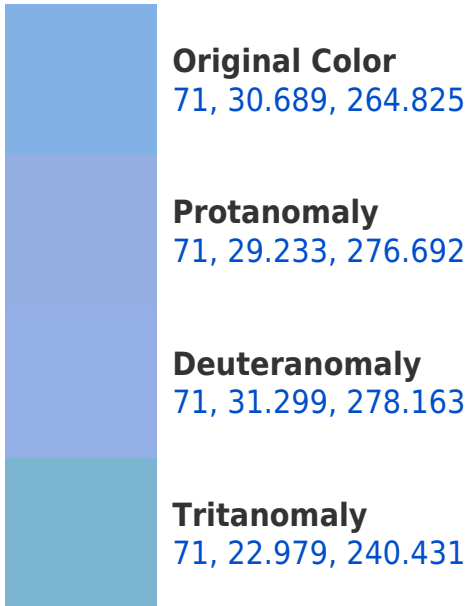 Original Color
71, 30.689, 264.825
Protanomaly
71, 29.233, 276.692
Deuteranomaly
71, 31.299, 278.163
Tritanomaly
71, 22.979, 240.431